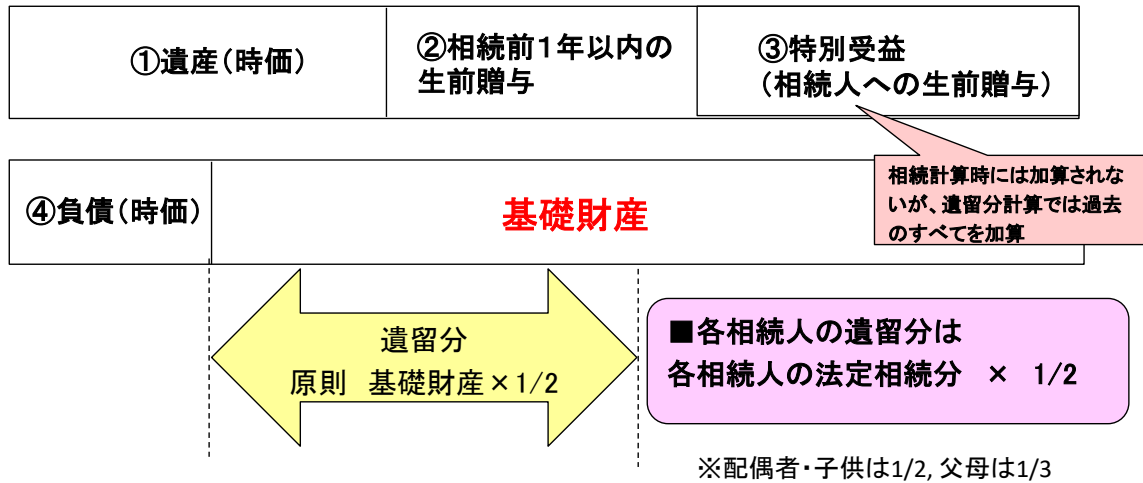 ①遺産(時価)
②相続前1年以内の
生前贈与
③特別受益
(相続人への生前贈与)
④負債(時価)
基礎財産
相続計算時には加算されな
いが、遺留分計算では過去
のすべてを加算
遺留分
原則 基礎財産×1/2
■各相続人の遺留分は
各相続人の法定相続分 × 1/2
※配偶者・子供は1/2, 父母は1/3